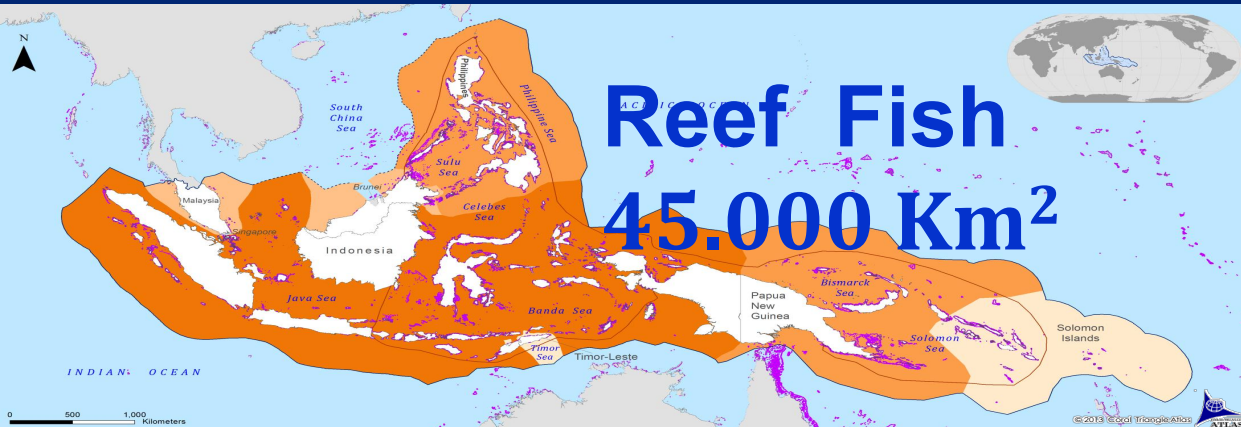 N
Reef Fish
45.000 Km²
South
China
Sea
Philippines
Philippine Sea
Sulu
Sea
Brunei
Malaysia
Singapore
Celebes
Sea
Indonesia
Java Sea
Banda Sea
Timor
Sea
Timor-Leste
Papua
New
Guinea
Bismarck
Sea
Solomon
Sea
Solomon
Islands
INDIAN OCEAN
0 500 1,000
Kilometers
© 2013 Coral Triangle Atlas
ATLAS